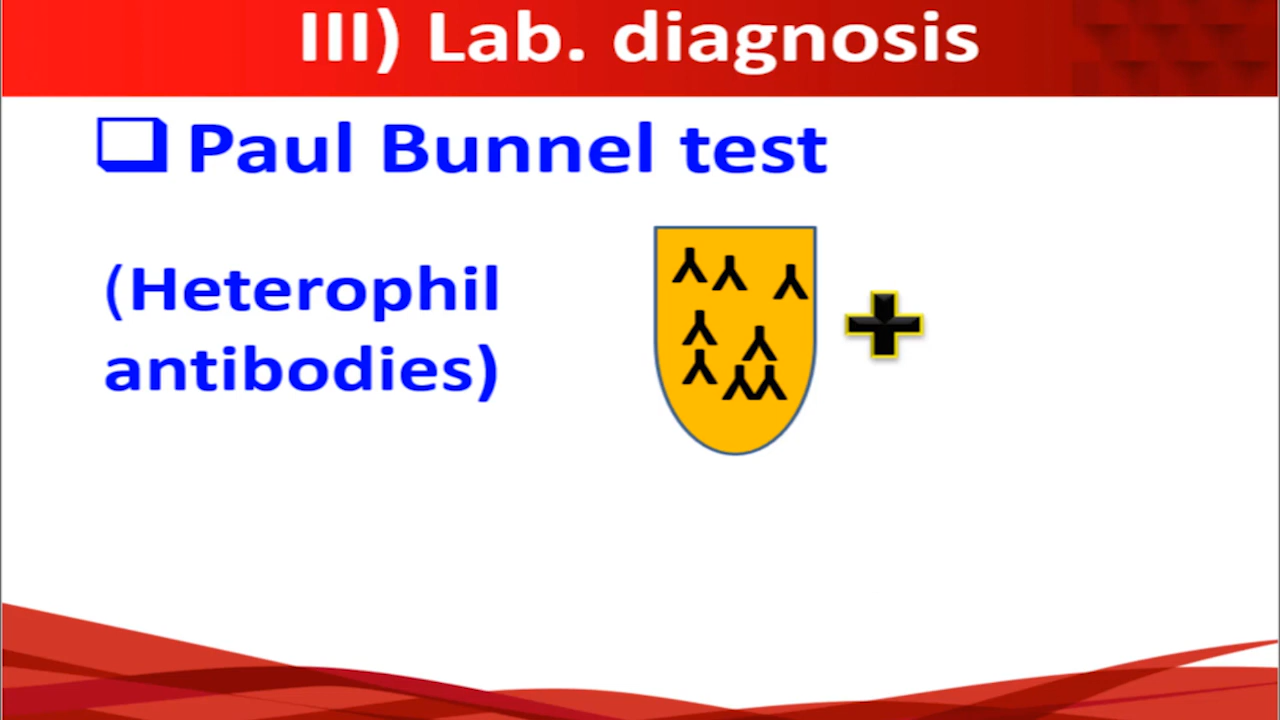 III) Lab. diagnosis
Paul Bunnel test
(Heterophil
antibodies)